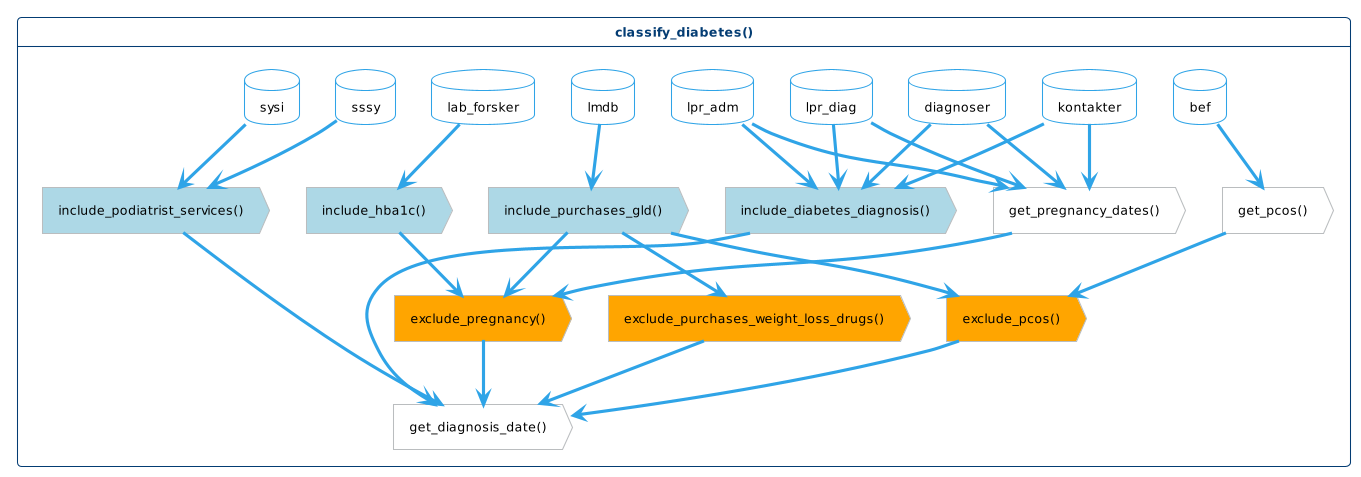 classify_diabetes()
sysi
sssy
lab_forsker
lmdb
lpr_adm
lpr_diag
diagnoser
kontakter
bef
include_podiatrist_services()
include_hba1c()
include_purchases_gld()
include_diabetes_diagnosis()
get_pregnancy_dates()
get_pcos()
exclude_pregnancy()
exclude_purchases_weight_loss_drugs()
exclude_pcos()
get_diagnosis_date()